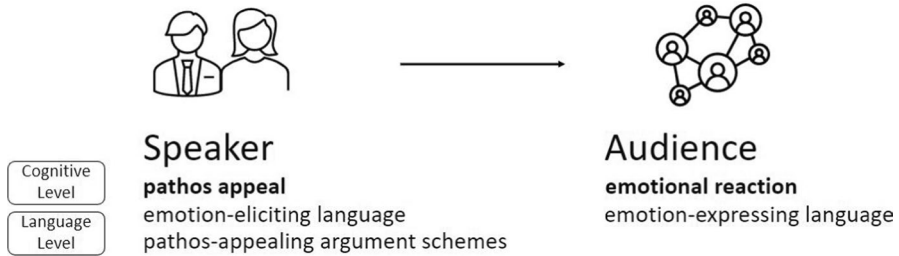 Speaker
Audience
Cognitive
Level
pathos appeal
emotional reaction
Language
Level
emotion-eliciting language
emotion-expressing language
pathos-appealing argument schemes